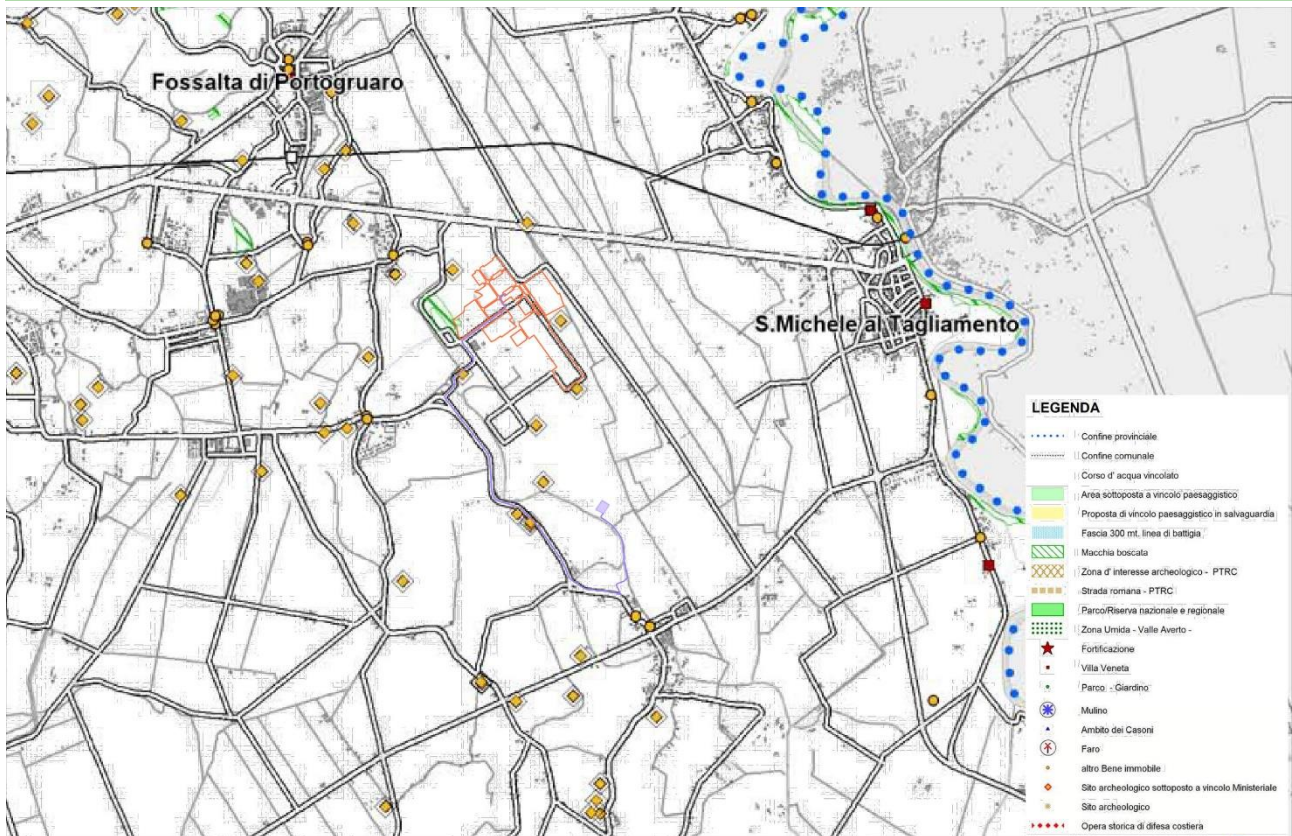 Fossalta di Portogruaro
S.Michele al Tagliamento
LEGENDA
Confine provinciale
Confine comunale
Corso d' acqua vincolato
Area sottoposta a vincolo paesaggistico
Proposta di vincolo paesaggistico in salvaguardia
Fascia 300 mt. linea di battigia
Macchia boscata
Zona d' interesse archeologico - PTRC
Strada romana - PTRC
Parco/Riserva nazionale e regionale
Zona Umida - Valle Averto -
Fortificazione
Villa Veneta
Parco - Giardino
Mulino
Ambito dei Casoni
Faro
altro Bene immobile
Sito archeologico sottoposto a vincolo Ministeriale
Sito archeologico
Opera storica di difesa costiera